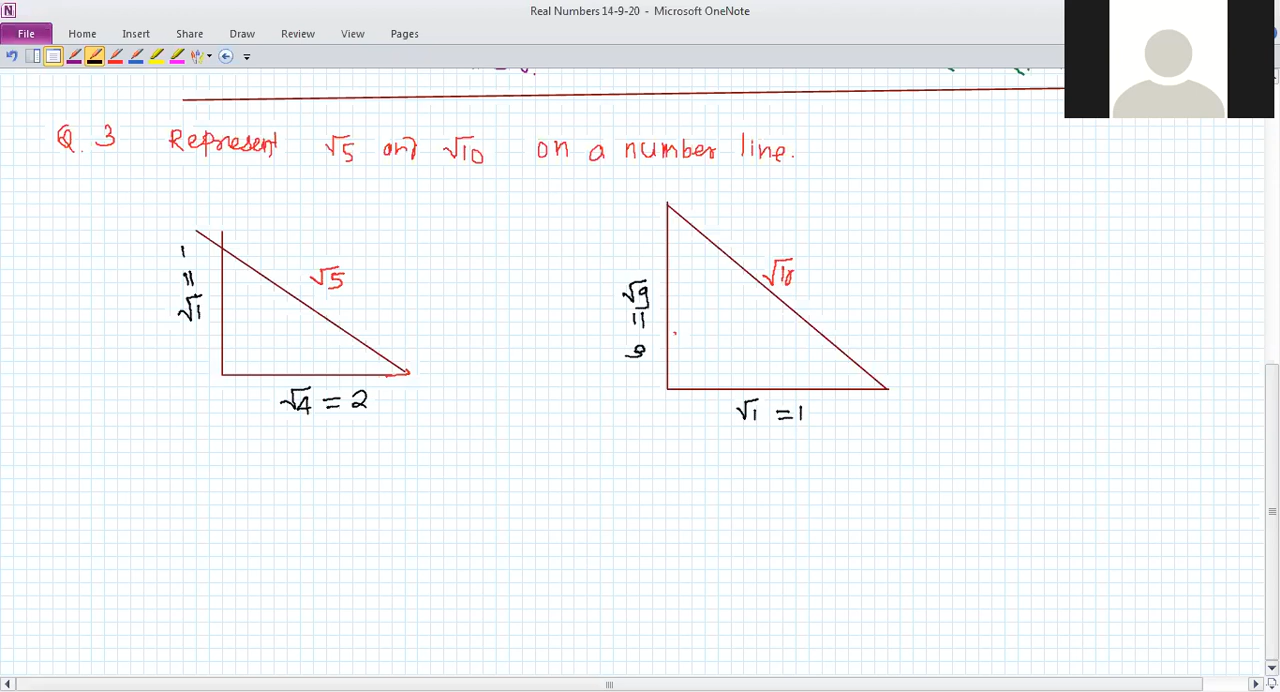 Real Numbers 14-9-20 - Microsoft OneNote
File Home Insert Share Draw Review View Pages
Q. 3 Represent √5 and √10 on a number line.
1
=
√1
√5
√4 = 2
√9
=
3
√10
√1 = 1